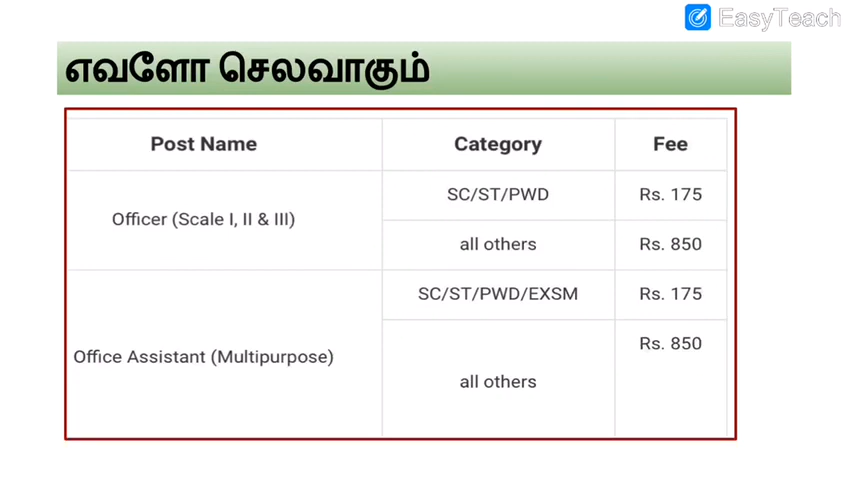 EasyTeach
எவளோ செலவாகும்
Post Name Category Fee
Officer (Scale I, II & III) SC/ST/PWD Rs. 175
all others Rs. 850
Office Assistant (Multipurpose) SC/ST/PWD/EXSM Rs. 175
all others Rs. 850